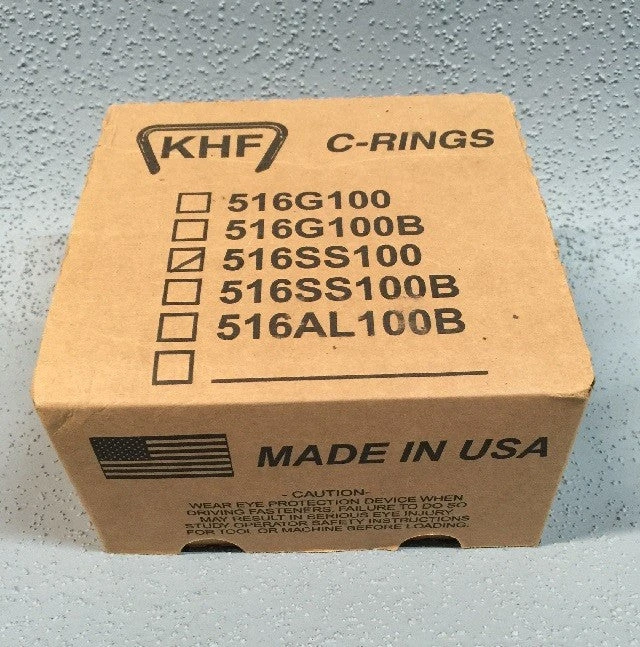 KHF C-RINGS
516G100
516G100B
516SS100
516SS100B
516AL100B
MADE IN USA
- CAUTION-
WEAR EYE PROTECTION DEVICE WHEN
DRIVING FASTENERS, FAILURE TO DO SO
MAY RESULT IN SERIOUS EYE INJURY.
STUDY OPERATOR SAFETY INSTRUCTIONS
FOR TOOL OR MACHINE BEFORE LOADING.